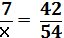 7/x = 42/54